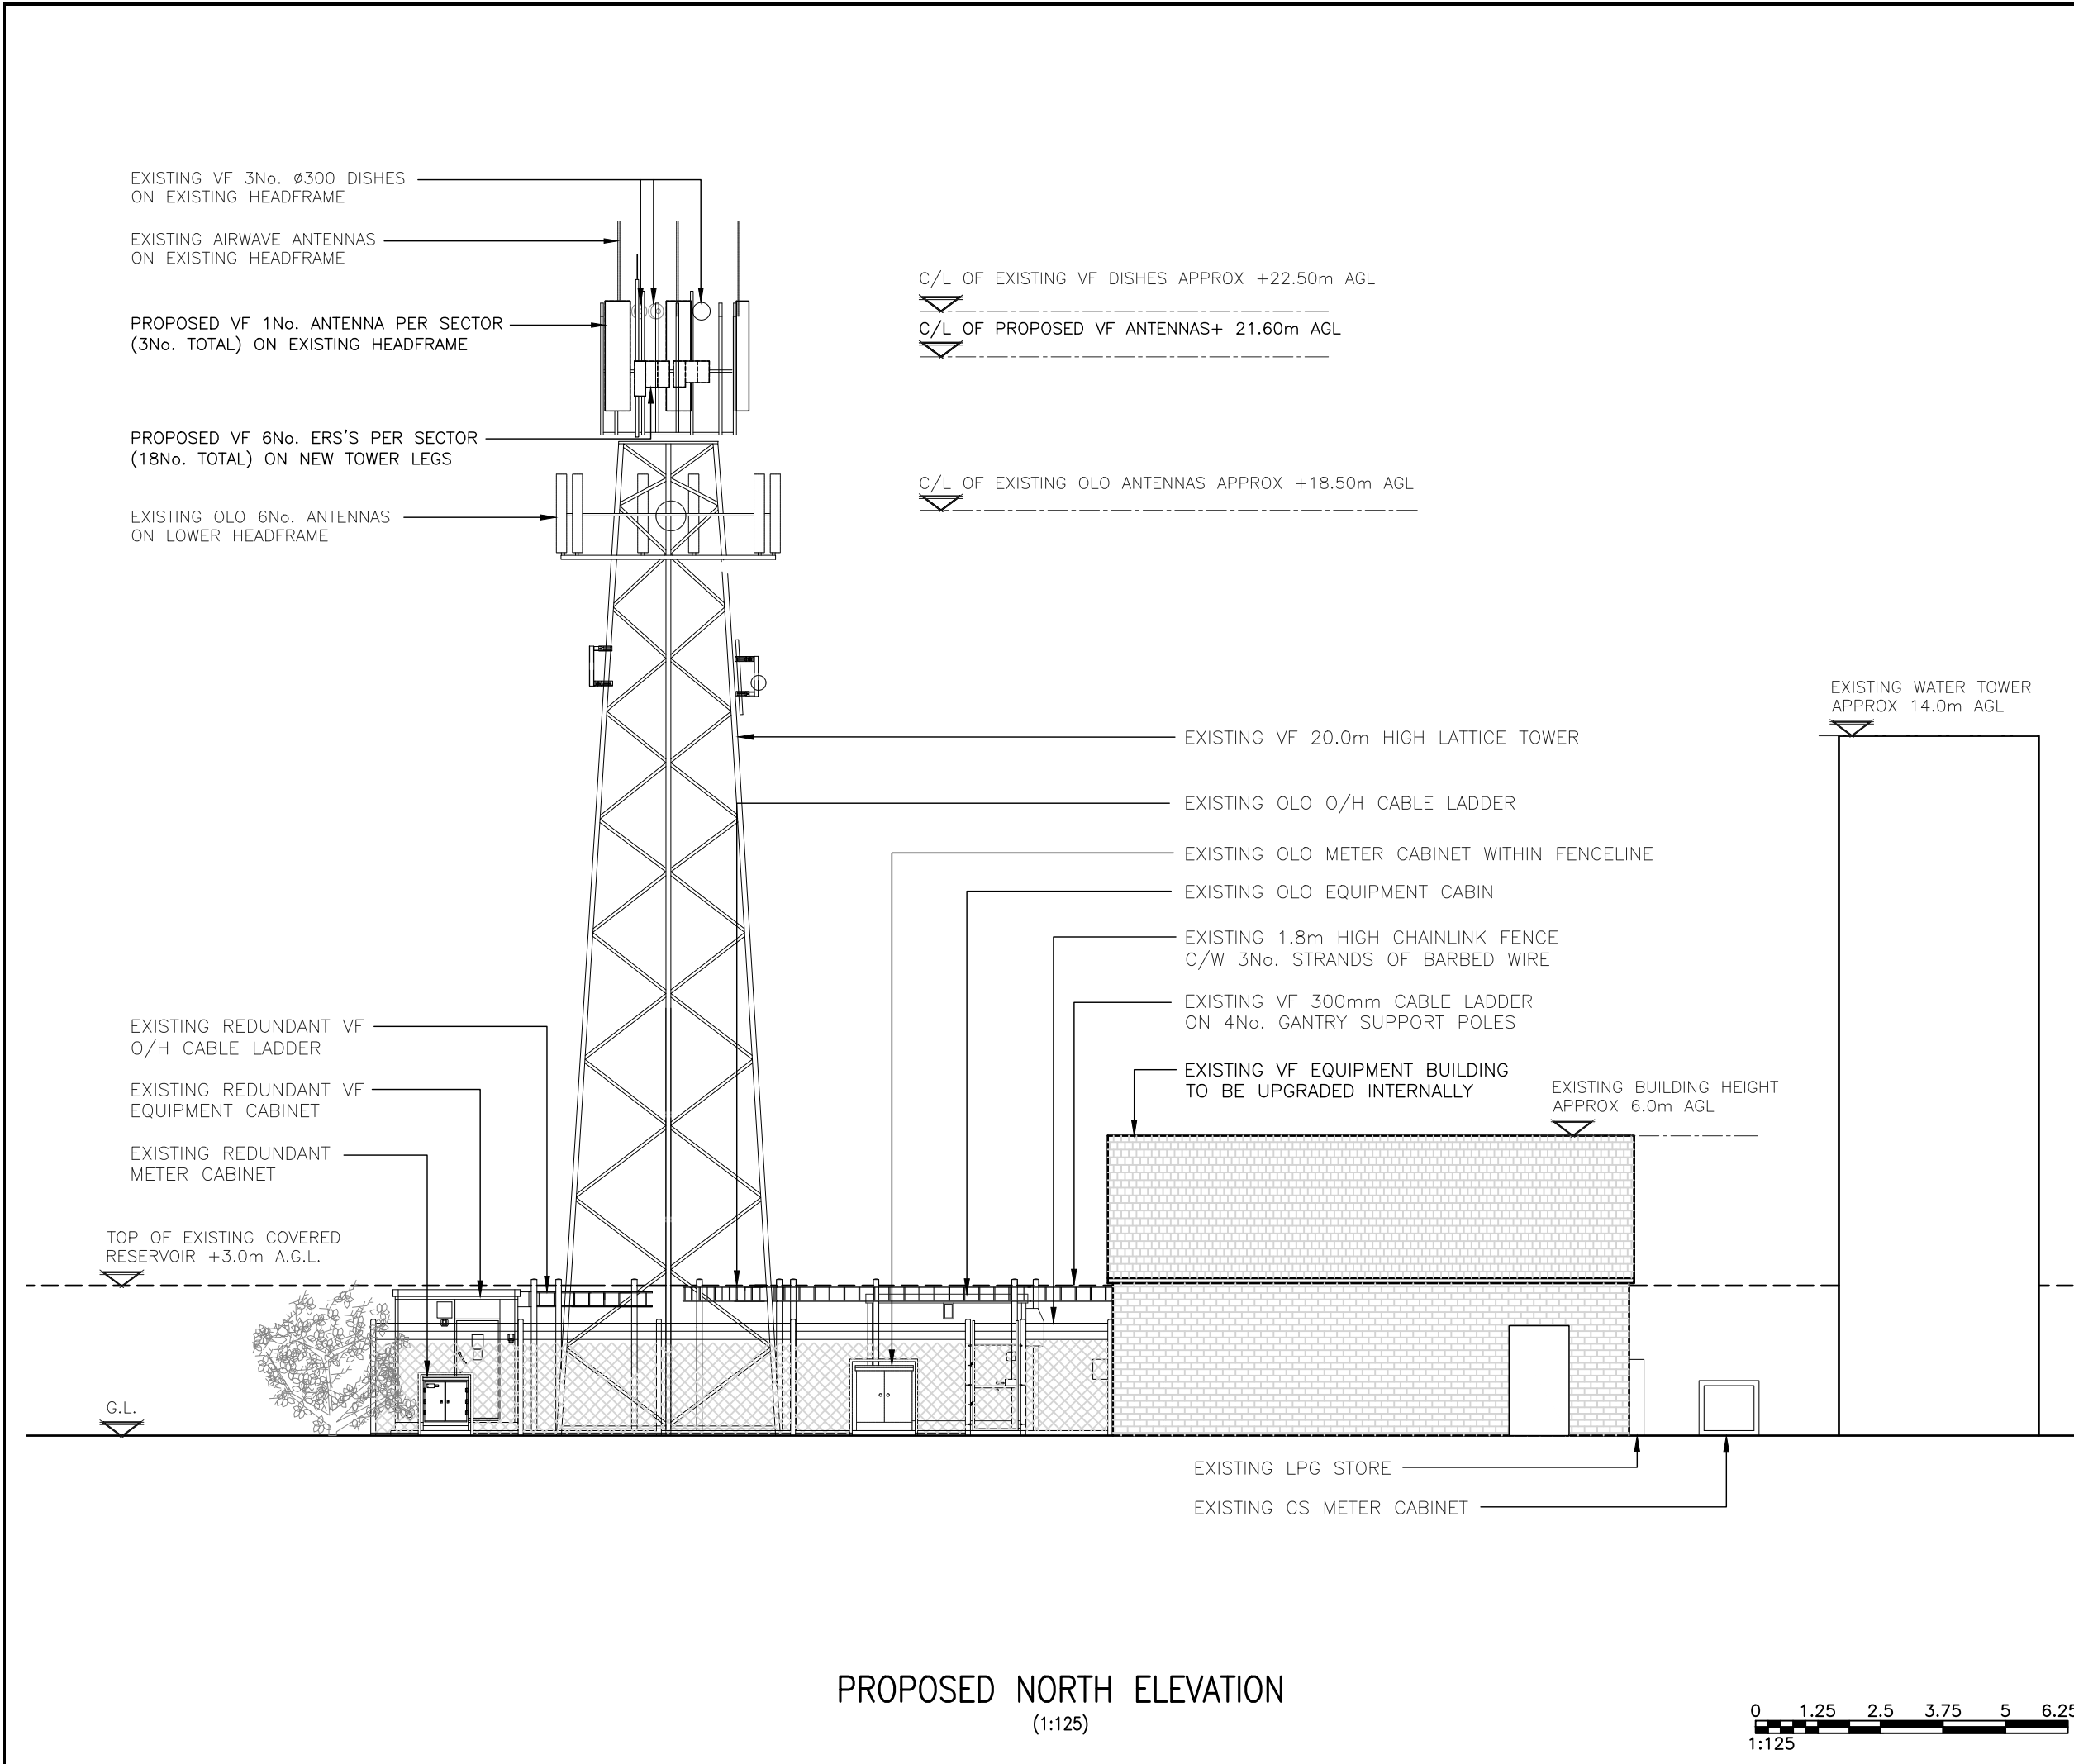 EXISTING VF 3No. ø300 DISHES
ON EXISTING HEADFRAME
EXISTING AIRWAVE ANTENNAS
ON EXISTING HEADFRAME
PROPOSED VF 1No. ANTENNA PER SECTOR
(3No. TOTAL) ON EXISTING HEADFRAME
PROPOSED VF 6No. ERS'S PER SECTOR
(18No. TOTAL) ON NEW TOWER LEGS
EXISTING OLO 6No. ANTENNAS
ON LOWER HEADFRAME
C/L OF EXISTING VF DISHES APPROX +22.50m AGL
C/L OF PROPOSED VF ANTENNAS+ 21.60m AGL
C/L OF EXISTING OLO ANTENNAS APPROX +18.50m AGL
EXISTING WATER TOWER
APPROX 14.0m AGL
EXISTING VF 20.0m HIGH LATTICE TOWER
EXISTING OLO O/H CABLE LADDER
EXISTING OLO METER CABINET WITHIN FENCELINE
EXISTING OLO EQUIPMENT CABIN
EXISTING 1.8m HIGH CHAINLINK FENCE
C/W 3No. STRANDS OF BARBED WIRE
EXISTING VF 300mm CABLE LADDER
ON 4No. GANTRY SUPPORT POLES
EXISTING VF EQUIPMENT BUILDING
TO BE UPGRADED INTERNALLY
EXISTING BUILDING HEIGHT
APPROX 6.0m AGL
EXISTING REDUNDANT VF
O/H CABLE LADDER
EXISTING REDUNDANT VF
EQUIPMENT CABINET
EXISTING REDUNDANT
METER CABINET
TOP OF EXISTING COVERED
RESERVOIR +3.0m A.G.L.
G.L.
EXISTING LPG STORE
EXISTING CS METER CABINET
PROPOSED NORTH ELEVATION
(1:125)
0 1.25 2.5 3.75 5 6.25
1:125